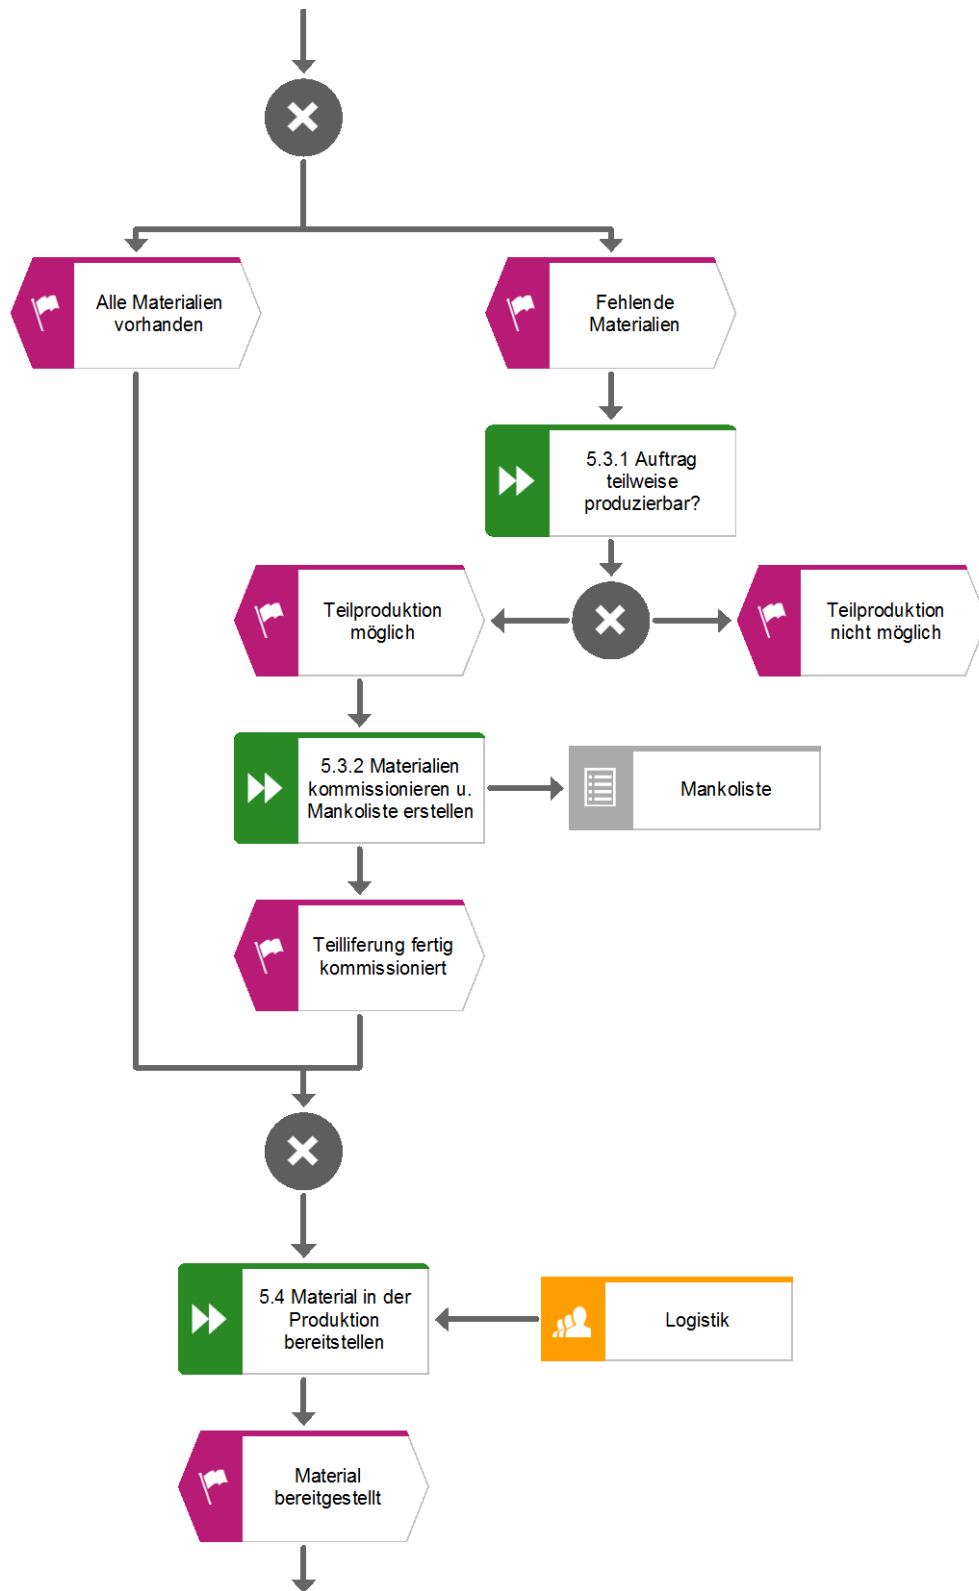 Alle Materialien
vorhanden
Fehlende
Materialien
5.3.1 Auftrag
teilweise
produzierbar?
Teilproduktion
möglich
Teilproduktion
nicht möglich
5.3.2 Materialien
kommissionieren u.
Mankoliste erstellen
Mankoliste
Teilliferung fertig
kommissioniert
5.4 Material in der
Produktion
bereitstellen
Logistik
Material
bereitgestellt